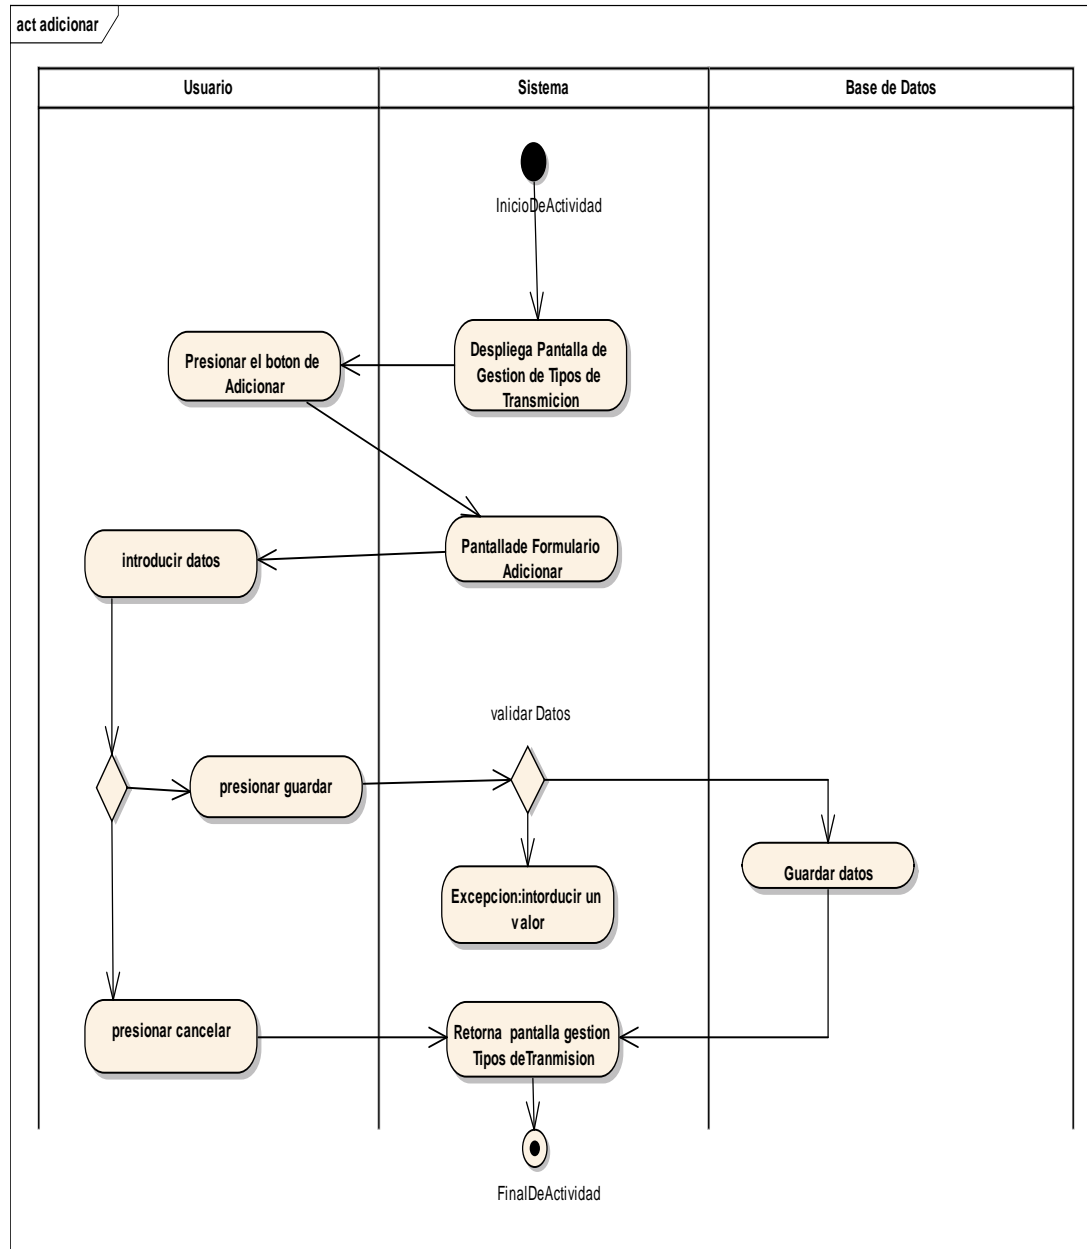 act adicionar
Usuario
Sistema
Base de Datos
InicioDeActividad
Presionar el boton de
Adicionar
Despliega Pantalla de
Gestion de Tipos de
Transmicion
introducir datos
Pantallade Formulario
Adicionar
validar Datos
presionar guardar
Guardar datos
Excepcion:intorducir un
valor
presionar cancelar
Retorna pantalla gestion
Tipos deTranmision
FinalDeActividad